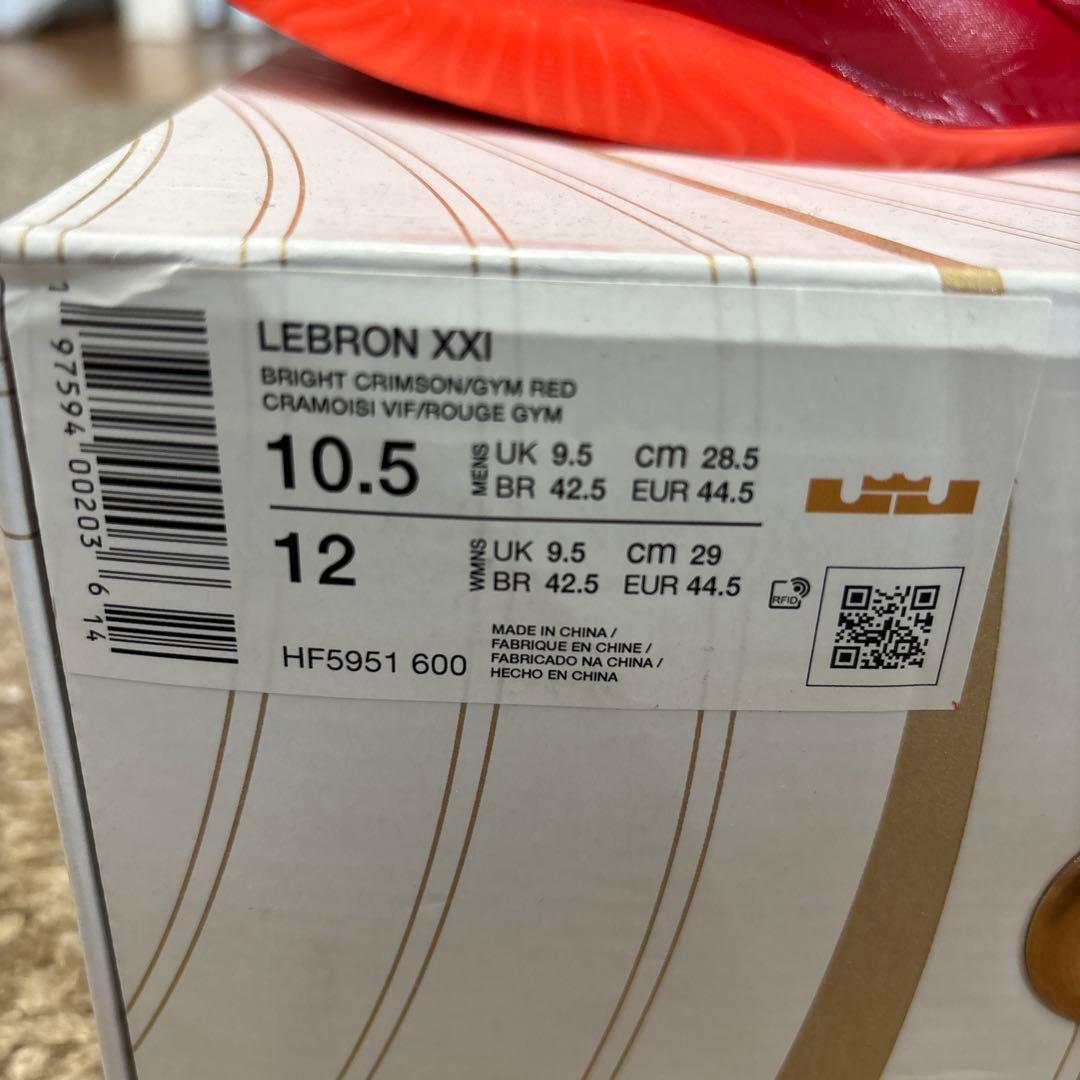 LEBRON XXI
BRIGHT CRIMSON/GYM RED
CRAMOISI VIF/ROUGE GYM
10.5 MENS UK 9.5 cm 28.5
BR 42.5 EUR 44.5
12 WMNS UK 9.5 cm 29
BR 42.5 EUR 44.5
RFID
HF5951 600
MADE IN CHINA /
FABRIQUE EN CHINE /
FABRICADO NA CHINA /
HECHO EN CHINA
1 97594 00203 6 14